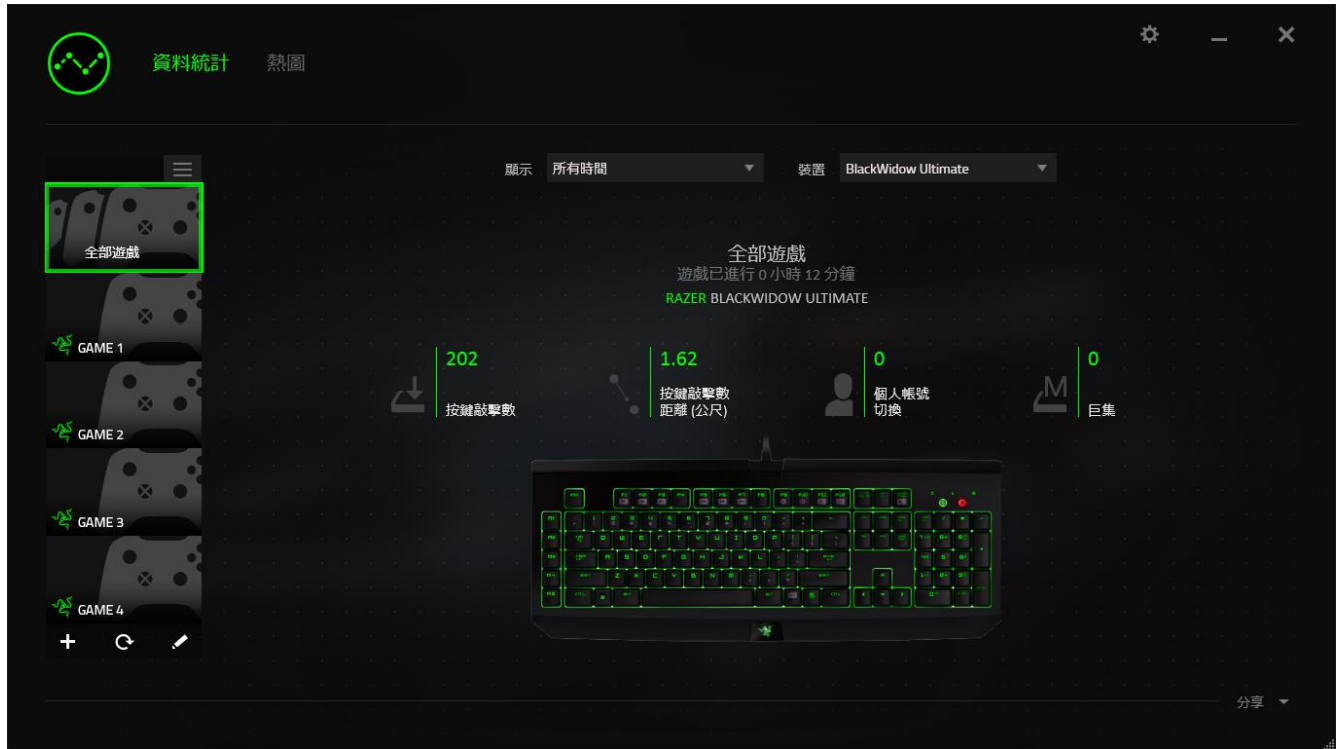 資料統計 熱圖
顯示 所有時間 裝置 BlackWidow Ultimate
全部遊戲
GAME 1
GAME 2
GAME 3
GAME 4
全部遊戲
遊戲已進行 0 小時 12 分鐘
RAZER BLACKWIDOW ULTIMATE
202
按鍵敲擊數
1.62
按鍵敲擊數
距離 (公尺)
0
個人帳號
切換
0
巨集
分享